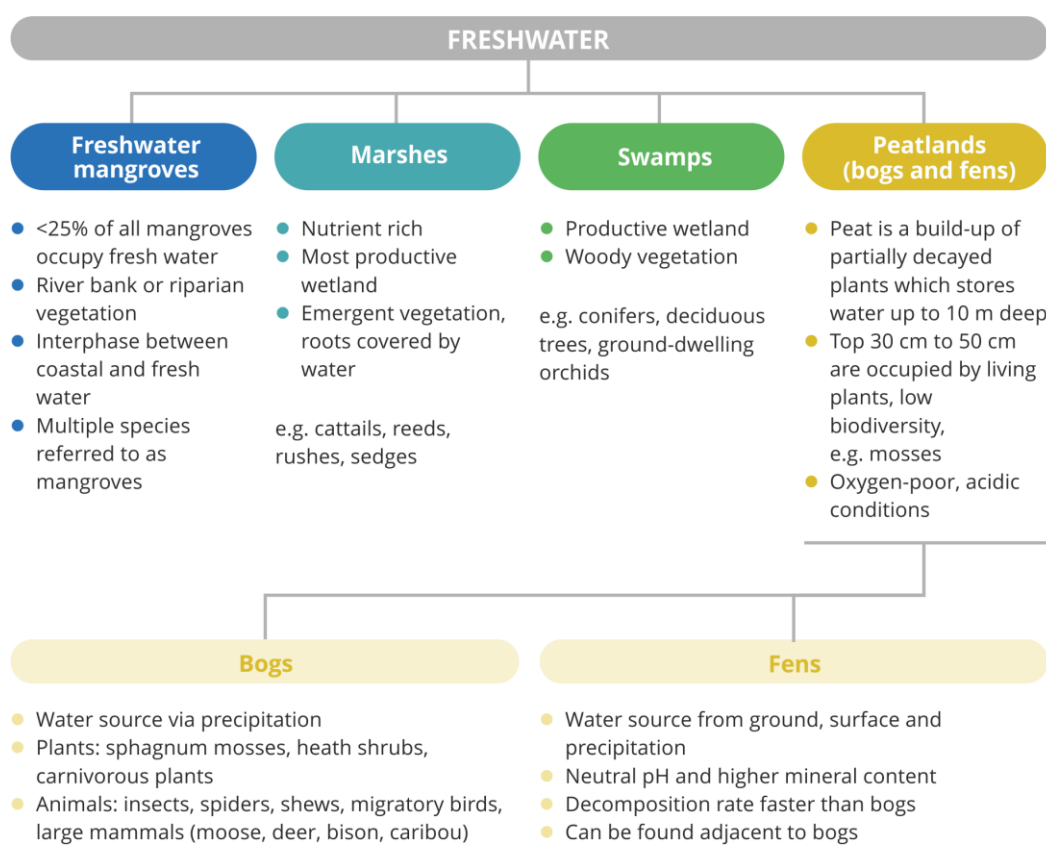 FRESHWATER
Freshwater
mangroves
<25% of all mangroves
occupy fresh water
River bank or riparian
vegetation
Interphase between
coastal and fresh
water
Multiple species
referred to as
mangroves
Marshes
Nutrient rich
Most productive
wetland
Emergent vegetation,
roots covered by
water
e.g. cattails, reeds,
rushes, sedges
Swamps
Productive wetland
Woody vegetation
e.g. conifers, deciduous
trees, ground-dwelling
orchids
Peatlands
(bogs and fens)
Peat is a build-up of
partially decayed
plants which stores
water up to 10 m deep
Top 30 cm to 50 cm
are occupied by living
plants, low
biodiversity,
e.g. mosses
Oxygen-poor, acidic
conditions
Bogs
Water source via precipitation
Plants: sphagnum mosses, heath shrubs,
carnivorous plants
Animals: insects, spiders, shews, migratory birds,
large mammals (moose, deer, bison, caribou)
Fens
Water source from ground, surface and
precipitation
Neutral pH and higher mineral content
Decomposition rate faster than bogs
Can be found adjacent to bogs